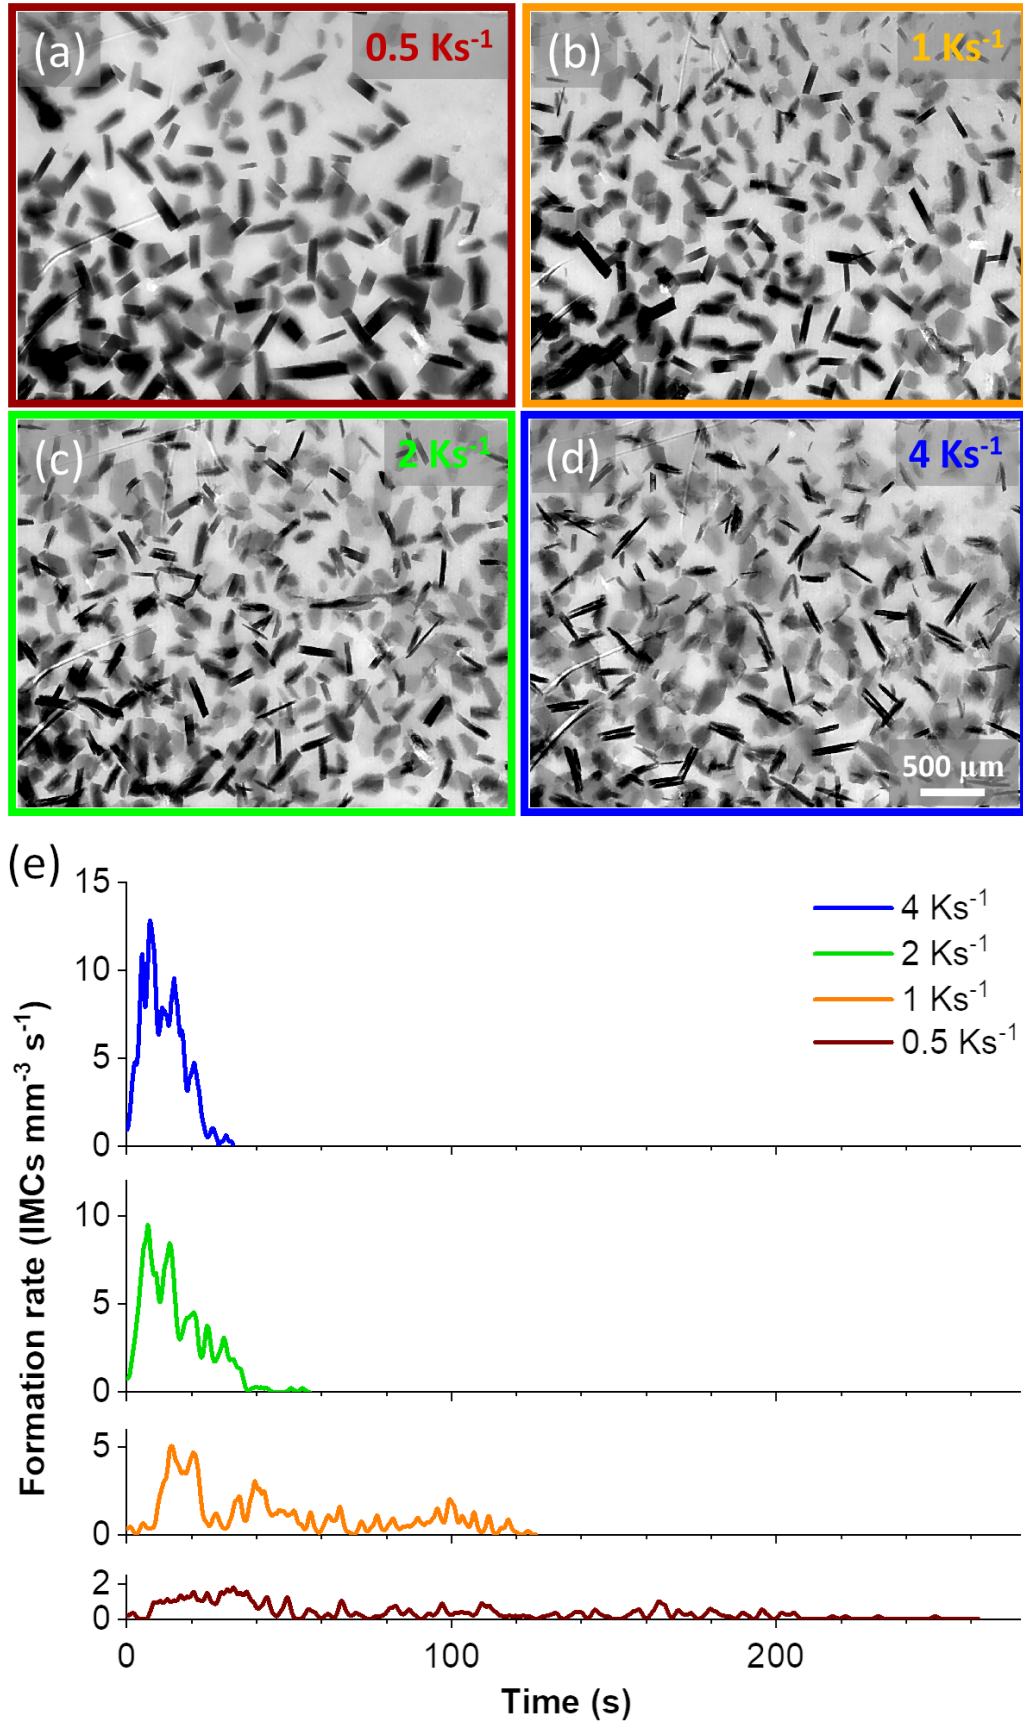 (a) 0.5 Ks⁻¹
(b) 1 Ks⁻¹
(c) 2 Ks⁻¹
(d) 4 Ks⁻¹
500 μm
(e)
Formation rate (IMCs mm⁻³ s⁻¹)
15
10
5
0
4 Ks⁻¹
2 Ks⁻¹
1 Ks⁻¹
0.5 Ks⁻¹
10
5
0
5
0
2
0
0 100 200
Time (s)